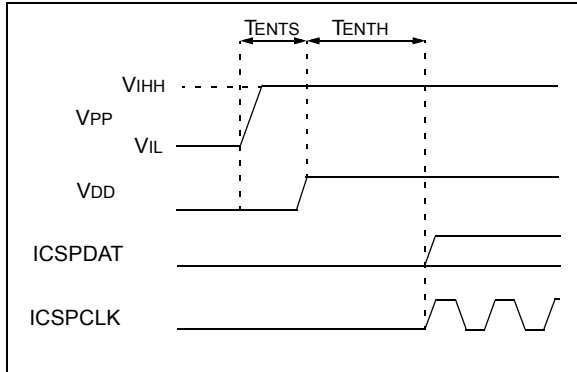 TENTS TENTH
VIHH
VPP
VIL
VDD
ICSPDAT
ICSPCLK